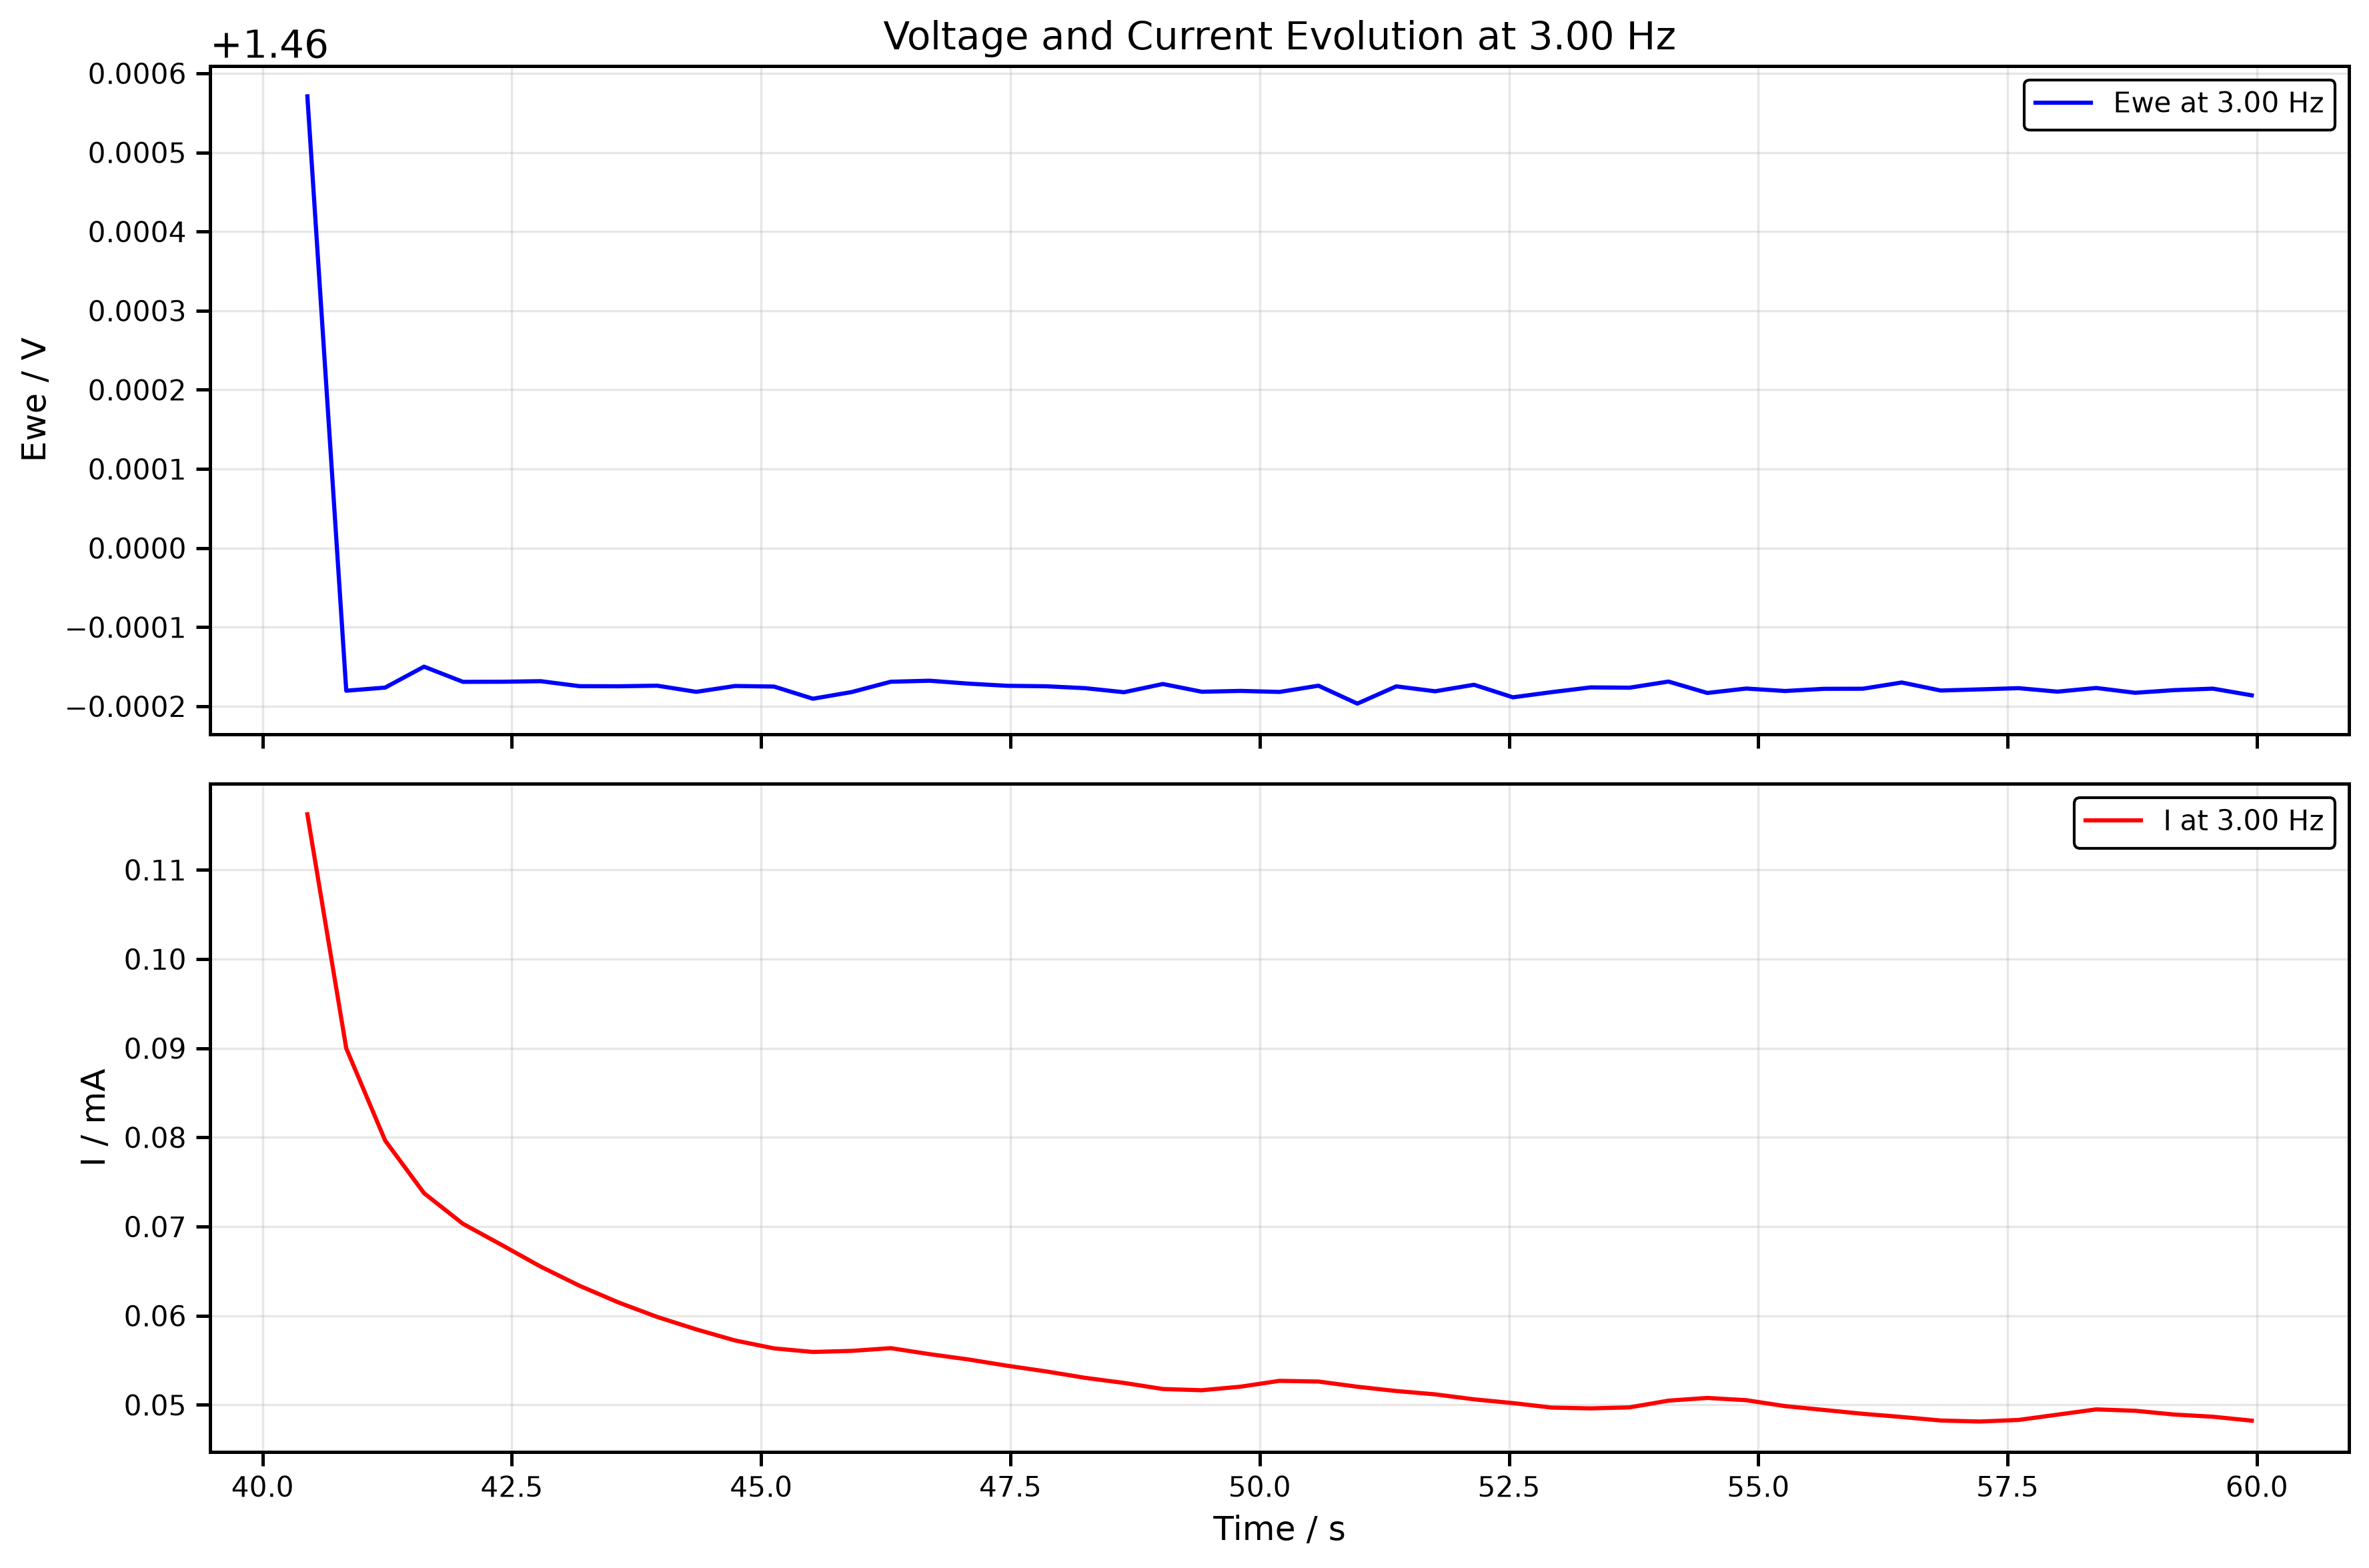 Voltage and Current Evolution at 3.00 Hz
+1.46
0.0006
0.0005
0.0004
0.0003
0.0002
0.0001
0.0000
−0.0001
−0.0002
Ewe / V
Ewe at 3.00 Hz
0.11
0.10
0.09
0.08
0.07
0.06
0.05
I / mA
I at 3.00 Hz
40.0 42.5 45.0 47.5 50.0 52.5 55.0 57.5 60.0
Time / s